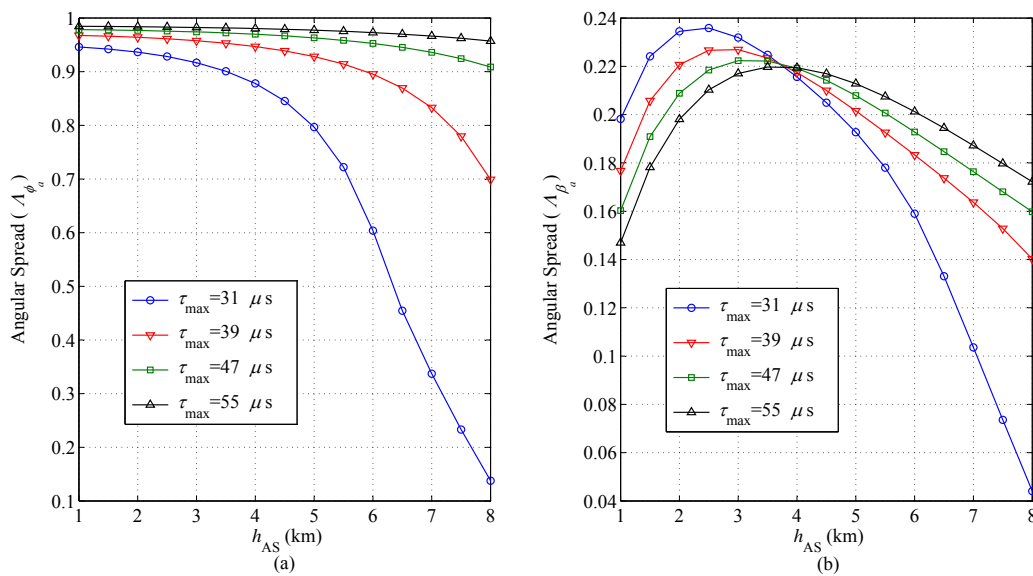 Angular Spread ( Λϕₐ )
1
0.9
0.8
0.7
0.6
0.5
0.4
0.3
0.2
0.1
τmax=31 μs
τmax=39 μs
τmax=47 μs
τmax=55 μs
1 2 3 4 5 6 7 8
hAS (km)
(a)
Angular Spread ( Λβₐ )
0.24
0.22
0.2
0.18
0.16
0.14
0.12
0.1
0.08
0.06
0.04
τmax=31 μs
τmax=39 μs
τmax=47 μs
τmax=55 μs
1 2 3 4 5 6 7 8
hAS (km)
(b)